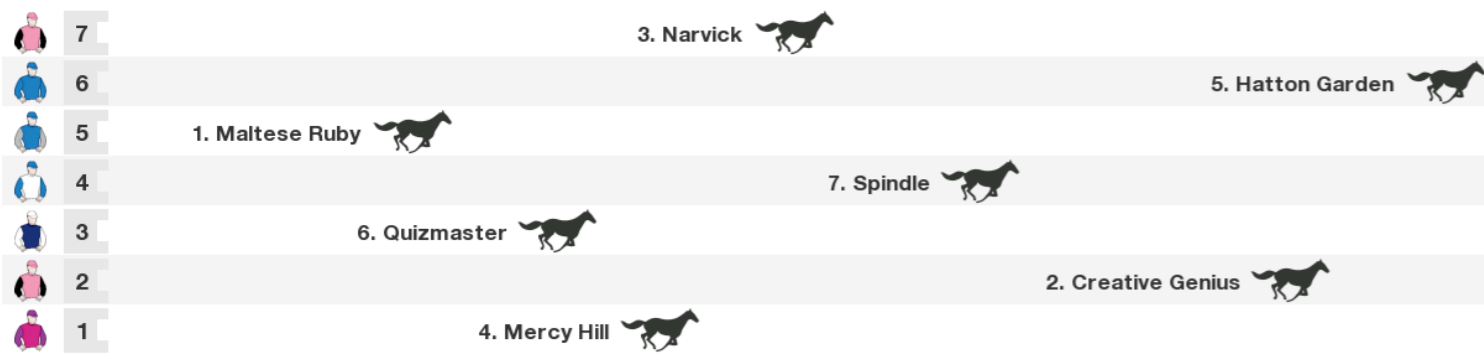 7 3. Narvick
6 5. Hatton Garden
5 1. Maltese Ruby
4 7. Spindle
3 6. Quizmaster
2 2. Creative Genius
1 4. Mercy Hill